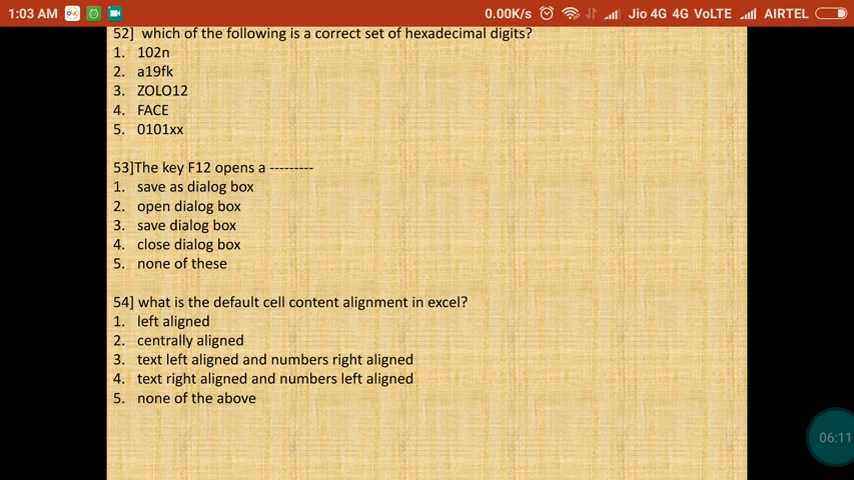 1:03 AM 0.00K/s Jio 4G 4G VoLTE AIRTEL
52] which of the following is a correct set of hexadecimal digits?
1. 102n
2. a19fk
3. ZOLO12
4. FACE
5. 0101xx
53]The key F12 opens a ---------
1. save as dialog box
2. open dialog box
3. save dialog box
4. close dialog box
5. none of these
54] what is the default cell content alignment in excel?
1. left aligned
2. centrally aligned
3. text left aligned and numbers right aligned
4. text right aligned and numbers left aligned
5. none of the above
06:11